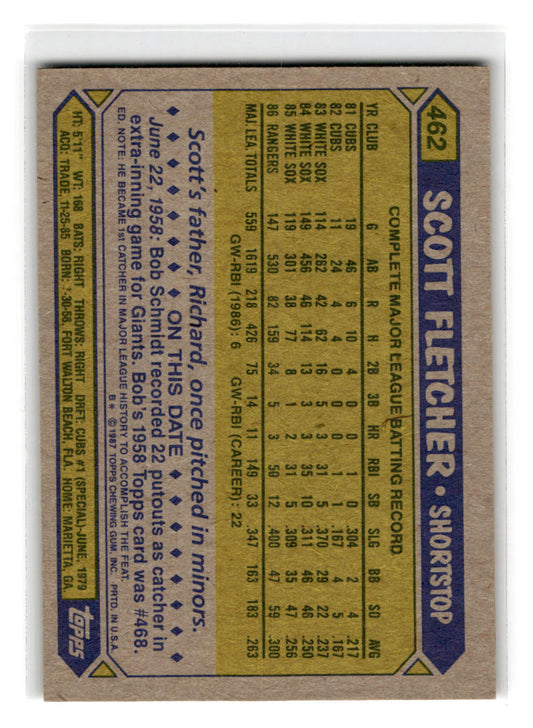 462 SCOTT FLETCHER • SHORTSTOP
COMPLETE MAJOR LEAGUE BATTING RECORD
YR CLUB G AB R H 2B 3B HR RBI SB SLG BB SO AVG
81 CUBS 19 46 6 10 4 0 0 1 0 .304 2 4 .217
82 CUBS 11 24 4 4 0 0 0 1 1 .167 4 5 .167
83 WHITE SOX 114 262 42 62 16 5 3 31 5 .370 29 22 .237
84 WHITE SOX 149 456 46 114 13 3 3 35 10 .311 46 46 .250
85 WHITE SOX 119 301 38 77 8 1 2 31 5 .309 35 47 .256
86 RANGERS 147 530 82 159 34 5 3 50 12 .400 47 59 .300
MAJ LEA. TOTALS 559 1619 218 426 75 14 11 149 33 .347 163 183 .263
GW-RBI (1986): 6 GW-RBI (CAREER): 22
Scott's father, Richard, once pitched in minors.
◆ ◆ ◆ ◆ ◆ ◆ ON THIS DATE ◆ ◆ ◆ ◆ ◆ ◆
June 22, 1958: Bob Schmidt recorded 22 putouts as catcher in
extra-inning game for Giants. Bob's 1958 Topps card was #468.
ED. NOTE: HE BECAME 1st CATCHER IN MAJOR LEAGUE HISTORY TO ACCOMPLISH THE FEAT.
B* © 1987 TOPPS CHEWING GUM, INC. PRTD. IN U.S.A.
HT: 5'11" WT: 168 BATS: RIGHT THROWS: RIGHT DRFT: CUBS #1 (SPECIAL)-JUNE, 1979
ACQ: TRADE, 11-25-85 BORN: -30-58, FORT WALTON BEACH, FLA. HOME: MARIETTA, GA.
topps